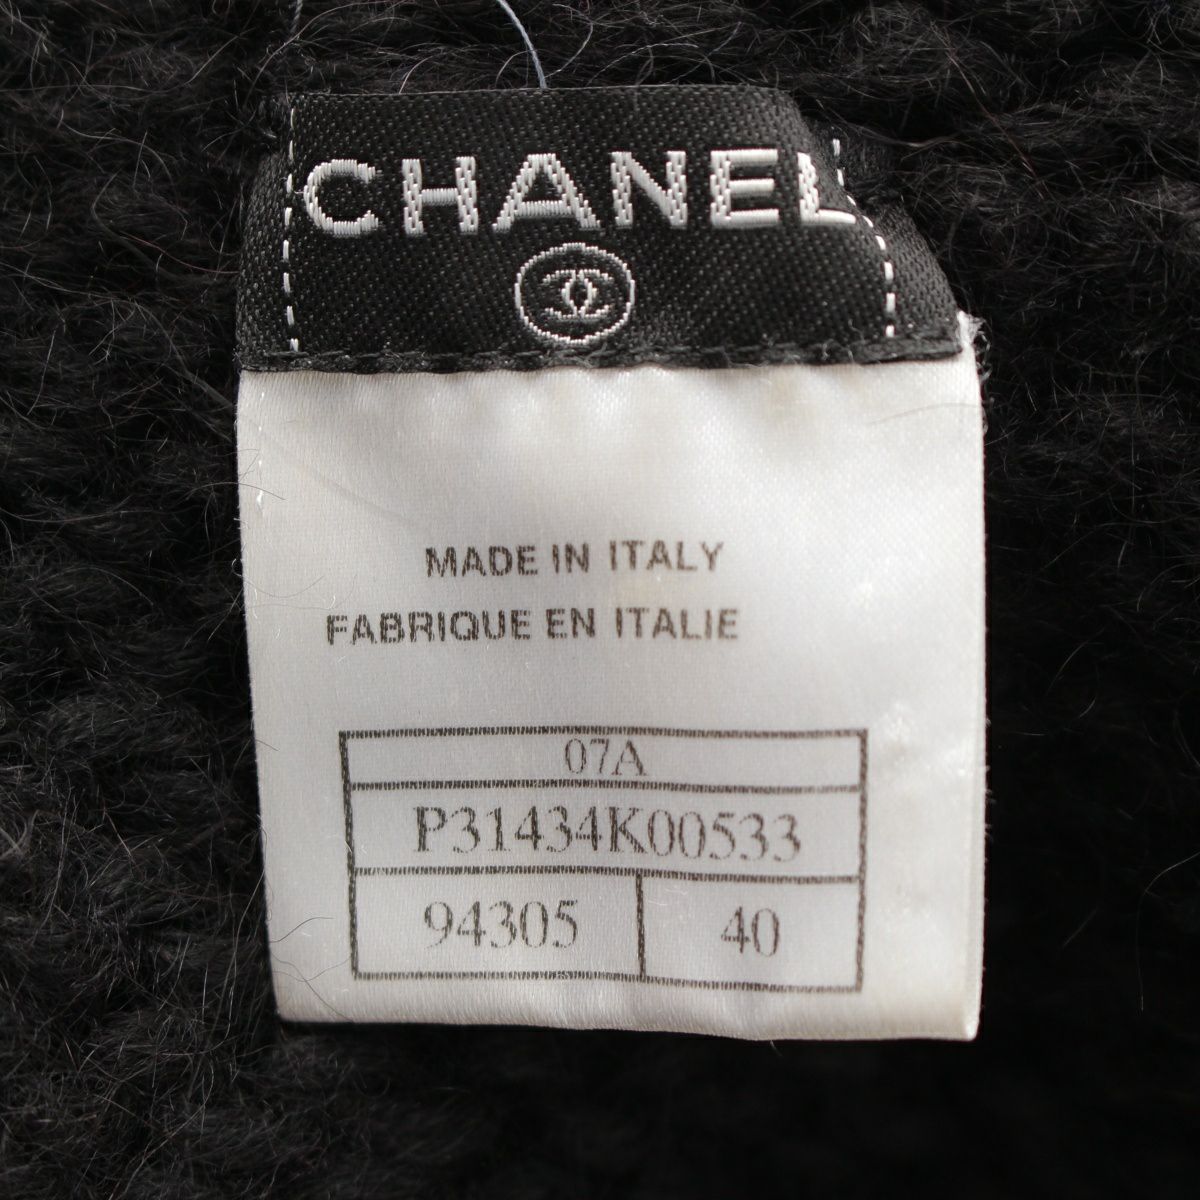 CHANEL
MADE IN ITALY
FABRIQUE EN ITALIE
07A
P31434K00533
94305 40